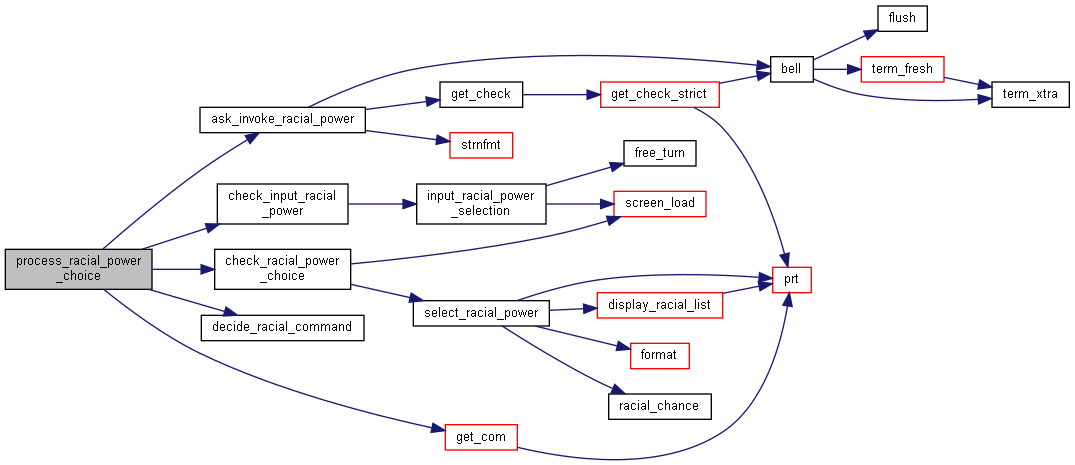 flush
bell
term_fresh
term_xtra
get_check
get_check_strict
ask_invoke_racial_power
strnfmt
free_turn
check_input_racial
_power
input_racial_power
_selection
screen_load
process_racial_power
_choice
check_racial_power
_choice
prt
display_racial_list
select_racial_power
decide_racial_command
format
racial_chance
get_com